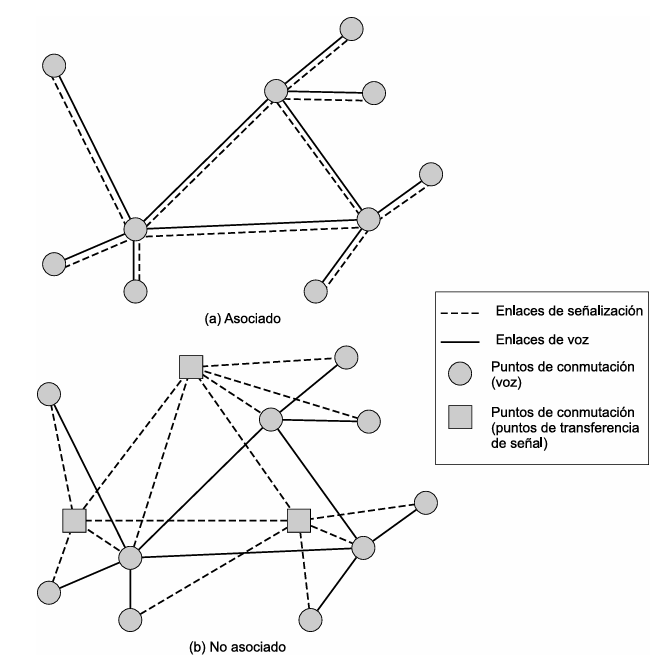 (a) Asociado
Enlaces de señalización
Enlaces de voz
Puntos de conmutación
(voz)
Puntos de conmutación
(puntos de transferencia
de señal)
(b) No asociado